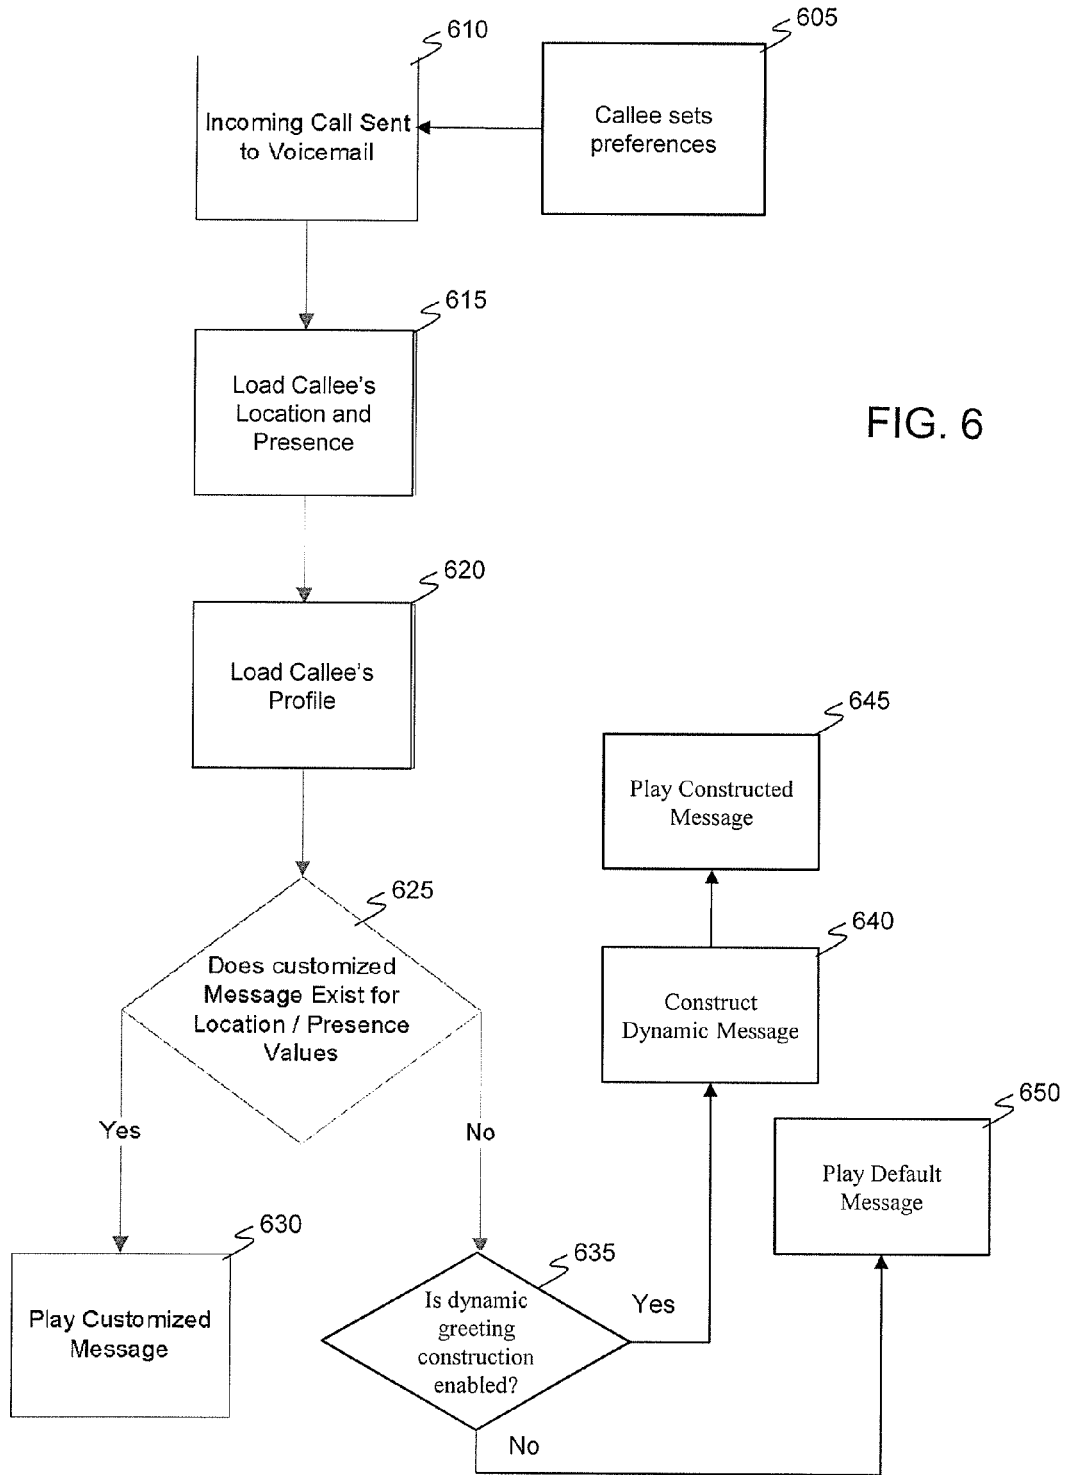 610
605
Incoming Call Sent
to Voicemail
Callee sets
preferences
615
Load Callee's
Location and
Presence
FIG. 6
620
Load Callee's
Profile
645
Play Constructed
Message
625
Does customized
Message Exist for
Location / Presence
Values
640
Construct
Dynamic Message
Yes
No
650
Play Default
Message
630
Play Customized
Message
635
Is dynamic
greeting
construction
enabled?
Yes
No